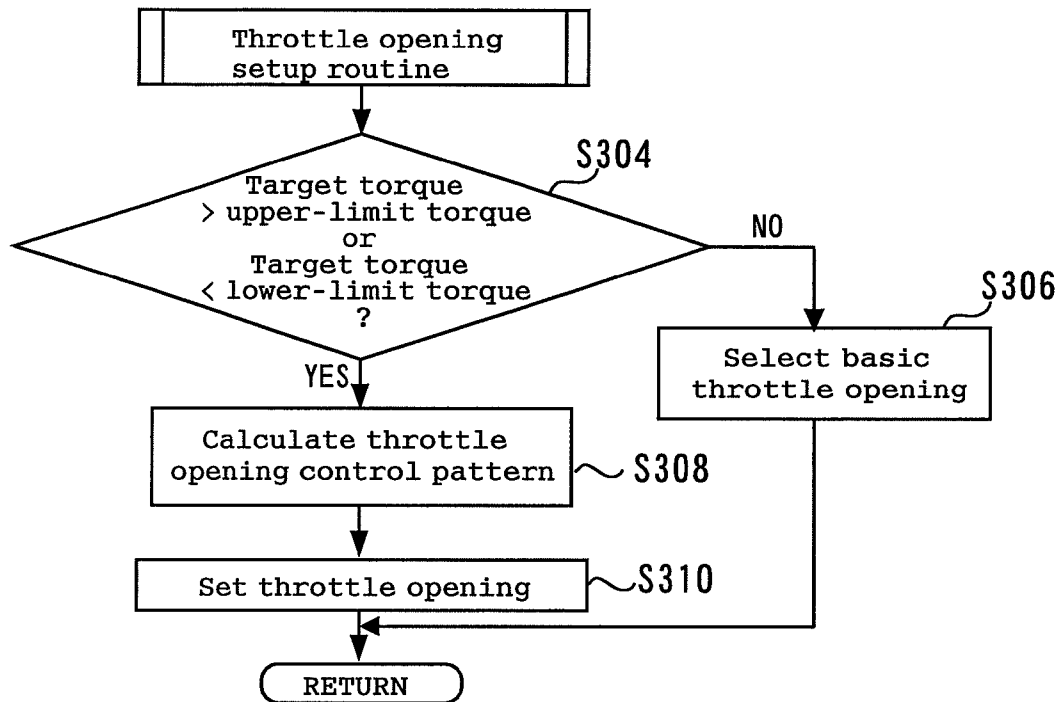 Throttle opening
setup routine
S304
Target torque
> upper-limit torque
or
Target torque
< lower-limit torque
?
NO
YES
S306
Select basic
throttle opening
Calculate throttle
opening control pattern
S308
Set throttle opening
S310
RETURN